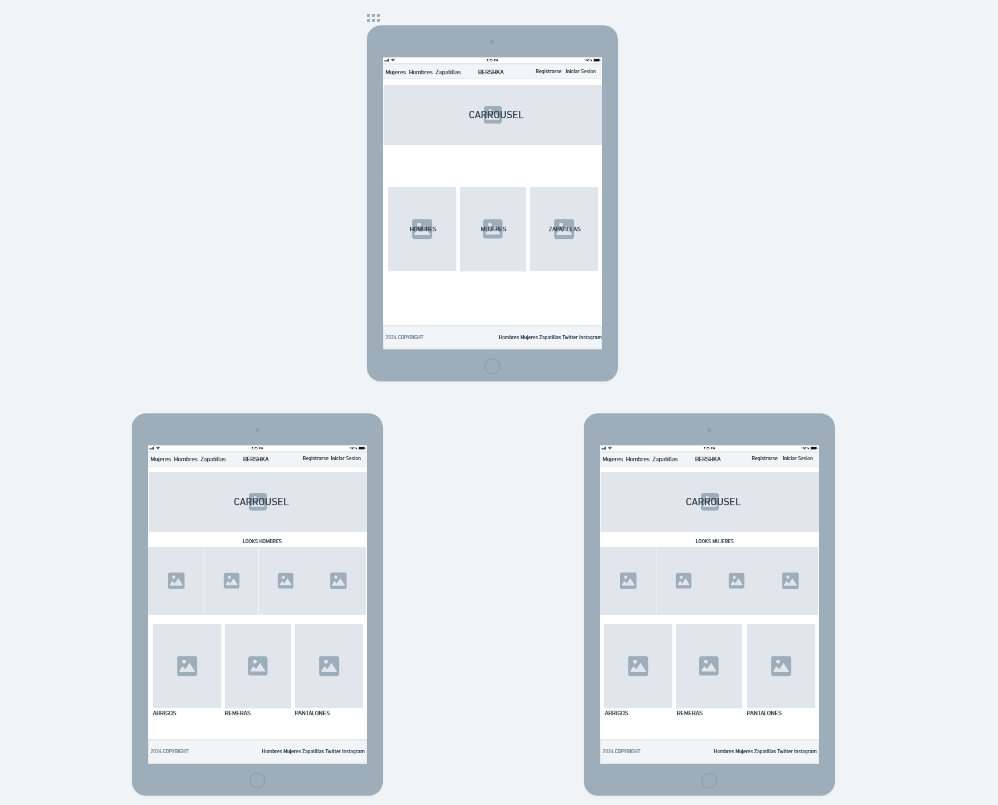 Mujeres Hombres Zapatillas BERSHKA Registrarse Iniciar Sesion
CARROUSEL
HOMBRES MUJERES ZAPATILLAS
2024 COPYRIGHT Hombres Mujeres Zapatillas Twitter Instagram
Mujeres Hombres Zapatillas BERSHKA Registrarse Iniciar Sesion
CARROUSEL
LOOKS HOMBRES
ABRIGOS REMERAS PANTALONES
2024 COPYRIGHT Hombres Mujeres Zapatillas Twitter Instagram
Mujeres Hombres Zapatillas BERSHKA Registrarse Iniciar Sesion
CARROUSEL
LOOKS MUJERES
ABRIGOS REMERAS PANTALONES
2024 COPYRIGHT Hombres Mujeres Zapatillas Twitter Instagram